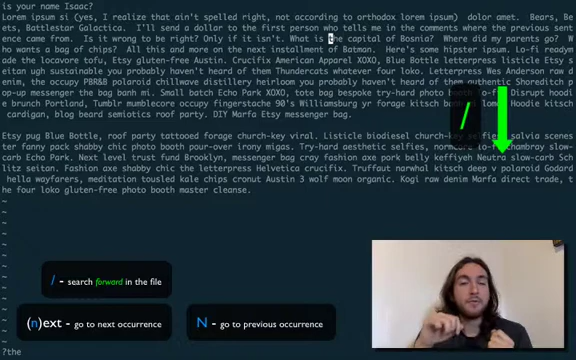 is your name Isaac?
Lorem ipsum si (yes, I realize that ain't spelled right, not according to orthodox lorem ipsum)  dolor amet.  Bears, Be
ets, Battlestar Galactica.  I'll send a dollar to the first person who tells me in the comments where the previous sent
ence came from.  Is it wrong to be right? Only if it isn't. What is the capital of Bosnia?  Where did my parents go?  W
ho wants a bag of chips?  All this and more on the next installment of Batman.  Here's some hipster ipsum. Lo-fi readym
ade the locavore tofu, Etsy gluten-free Austin. Crucifix American Apparel XOXO, Blue Bottle letterpress listicle Etsy s
eitan ugh sustainable you probably haven't heard of them Thundercats whatever four loko. Letterpress Wes Anderson raw d
enim, the occupy PBR&B polaroid chillwave distillery heirloom you probably haven't heard of them authentic Shoreditch p
op-up messenger the bag banh mi. Small batch Echo Park XOXO, tote bag bespoke try-hard photo booth lo-fi Disrupt hoodi
e brunch Portland, Tumblr mumblecore occupy fingerstache 90's Williamsburg yr forage kitsch banh mi lomo. Hoodie kitsch
cardigan, blog beard semiotics roof party. DIY Marfa Etsy messenger bag.
Etsy pug Blue Bottle, roof party tattooed forage church-key viral. Listicle biodiesel church-key selfies, salvia scenes
ter fanny pack shabby chic photo booth pour-over irony migas. Try-hard aesthetic selfies, normcore lo-fi chambray slow-
carb Echo Park. Next level trust fund Brooklyn, messenger bag cray fashion axe pork belly keffiyeh Neutra slow-carb Sch
litz seitan. Fashion axe shabby chic the letterpress Helvetica crucifix. Truffaut narwhal kitsch deep v polaroid Godard
hella wayfarers, meditation tousled kale chips cronut Austin 3 wolf moon organic. Kogi raw denim Marfa direct trade, t
he four loko gluten-free photo booth master cleanse.
~
~
~
~
~
~
~
~
~
~
~
/
/ - search forward in the file
(n)ext - go to next occurrence
N - go to previous occurrence
?the